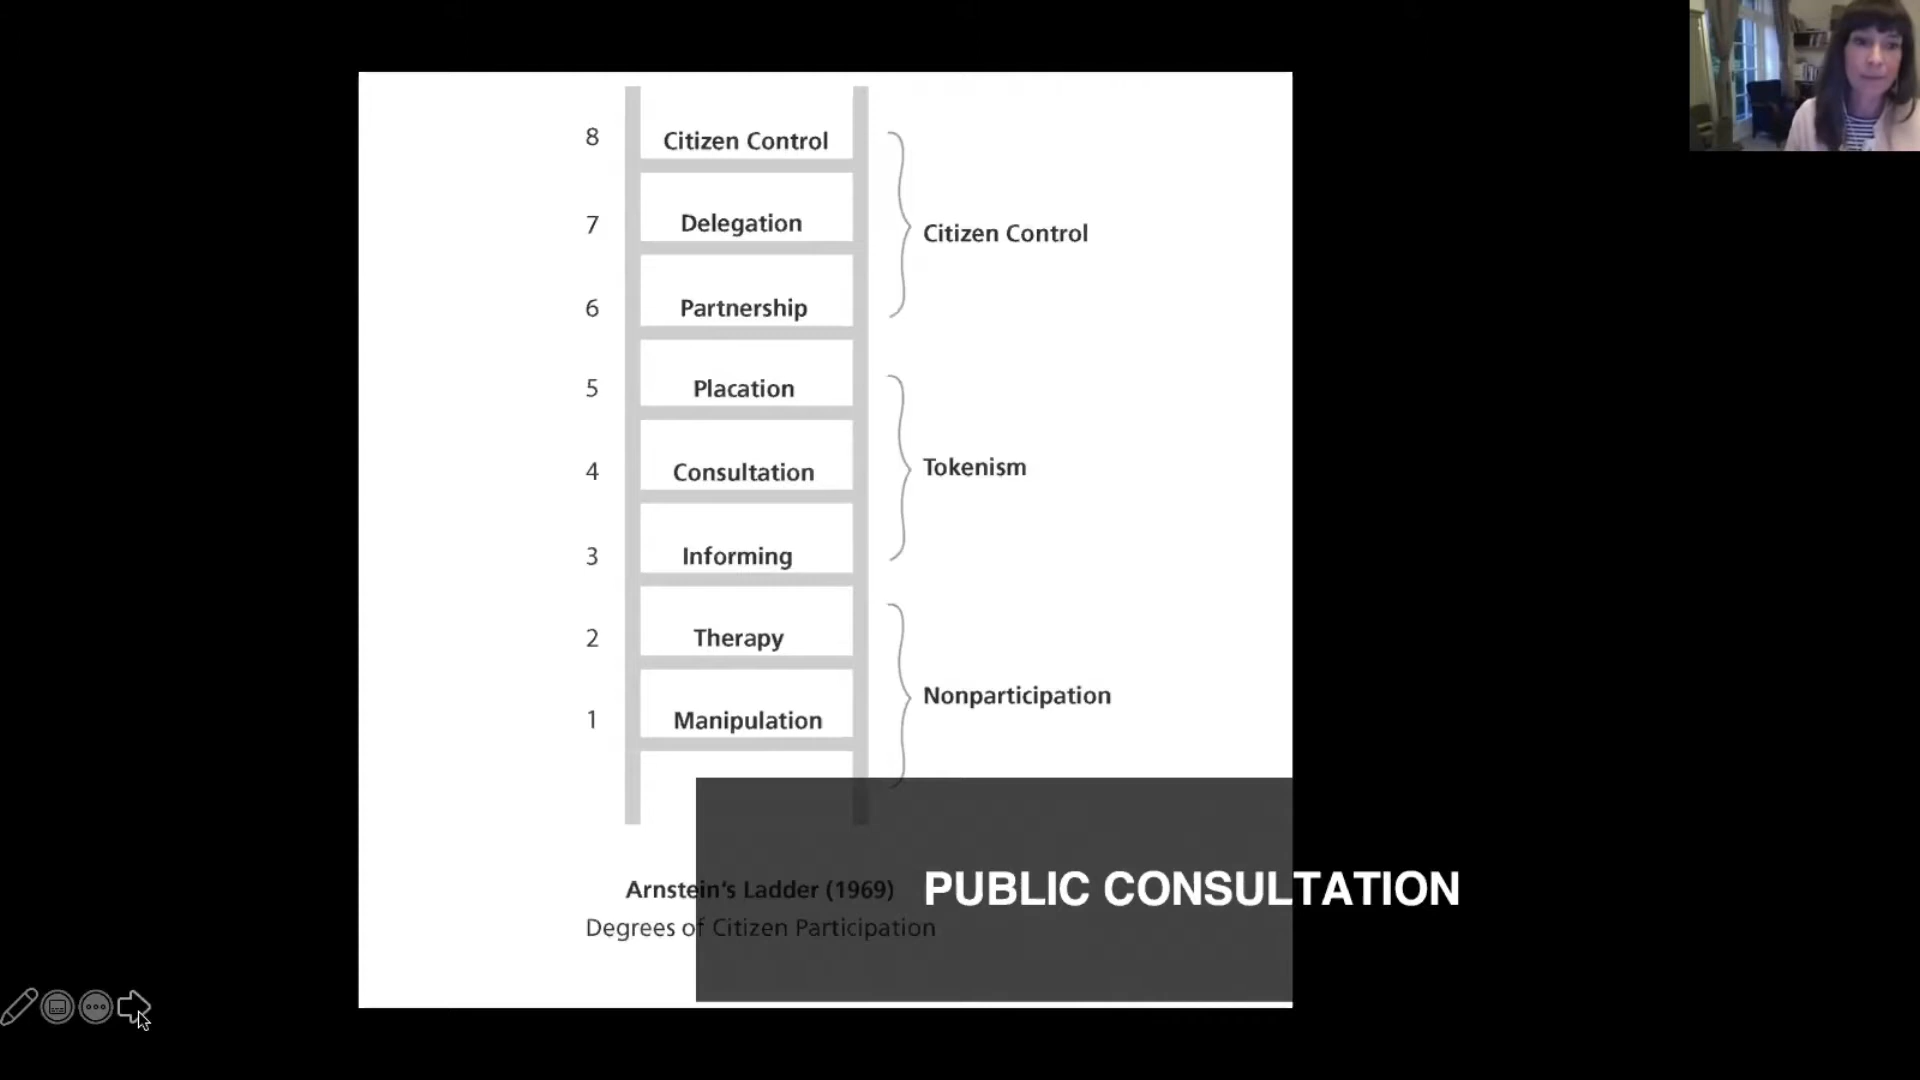 8 Citizen Control
7 Delegation
Citizen Control
6 Partnership
5 Placation
4 Consultation
Tokenism
3 Informing
2 Therapy
Nonparticipation
1 Manipulation
Arnstein's Ladder (1969)
Degrees of Citizen Participation
PUBLIC CONSULTATION